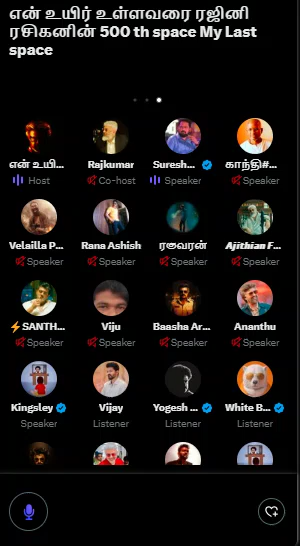 என் உயிர் உள்ளவரை ரஜினி
ரசிகனின் 500 th space My Last
space
என் உயி... Rajkumar Suresh... காந்தி#...
Host Co-host Speaker Speaker
Velailla P... Rana Ashish ரகுவரன் Ajithian F...
Speaker Speaker Speaker Speaker
SANTH... Viju Baasha Ar... Ananthu
Speaker Speaker Speaker Speaker
Kingsley Vijay Yogesh ... White B...
Speaker Listener Listener Listener